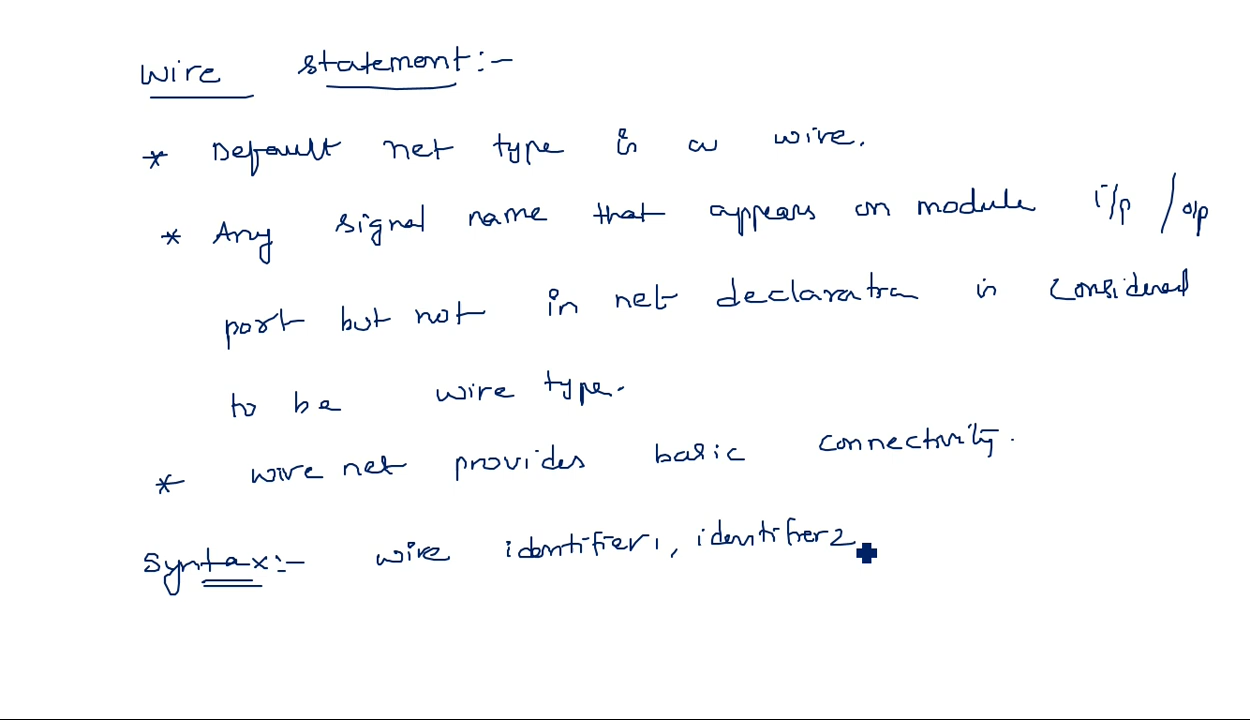 Wire statement:-
* Default net type is a wire.
* Any signal name that appears on module i/p / o/p
port but not in net declaration is considered
to be wire type.
* wire net provides basic connectivity.
Syntax:- wire identifier1, identifier2